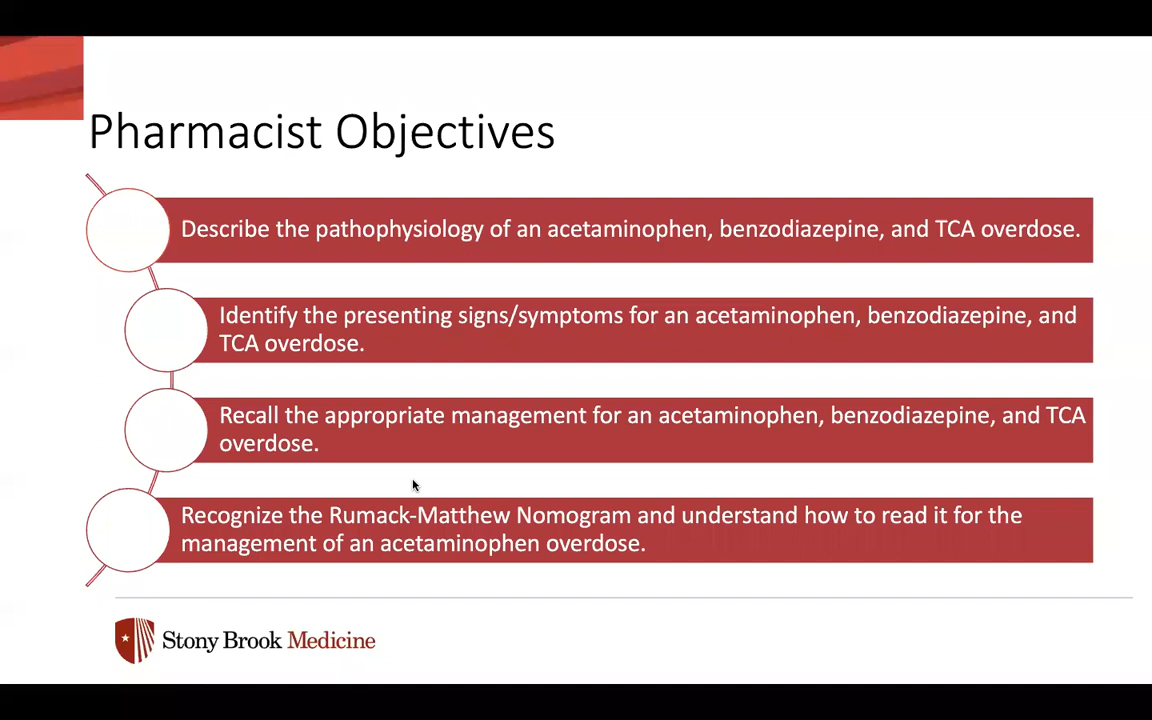 Pharmacist Objectives
Describe the pathophysiology of an acetaminophen, benzodiazepine, and TCA overdose.
Identify the presenting signs/symptoms for an acetaminophen, benzodiazepine, and
TCA overdose.
Recall the appropriate management for an acetaminophen, benzodiazepine, and TCA
overdose.
Recognize the Rumack-Matthew Nomogram and understand how to read it for the
management of an acetaminophen overdose.
Stony Brook Medicine